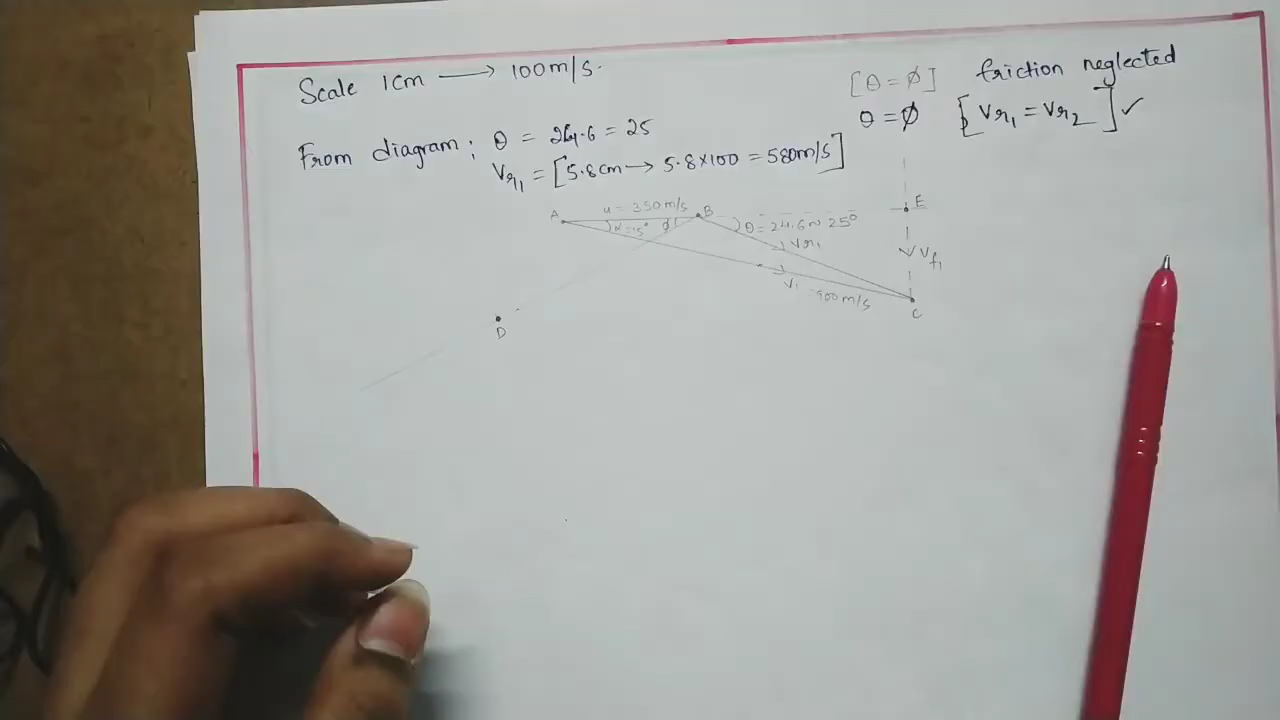 Scale 1cm → 100m/s.
[θ = ϕ] friction neglected
θ = ϕ [Vr₁ = Vr₂] ✓
From diagram; θ = 24.6 = 25
Vr₁ = [5.8cm → 5.8×100 = 580m/s]
u = 350 m/s
A B E
α = 15° ϕ θ = 24.6 ~ 25°
Vr₁ Vf₁
V₁ 900m/s
C
D